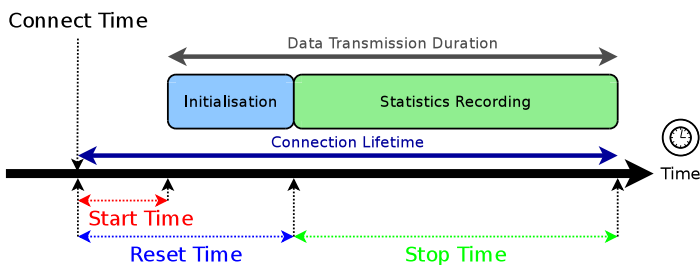 Connect Time
Data Transmission Duration
Initialisation
Statistics Recording
Connection Lifetime
Time
Start Time
Reset Time
Stop Time